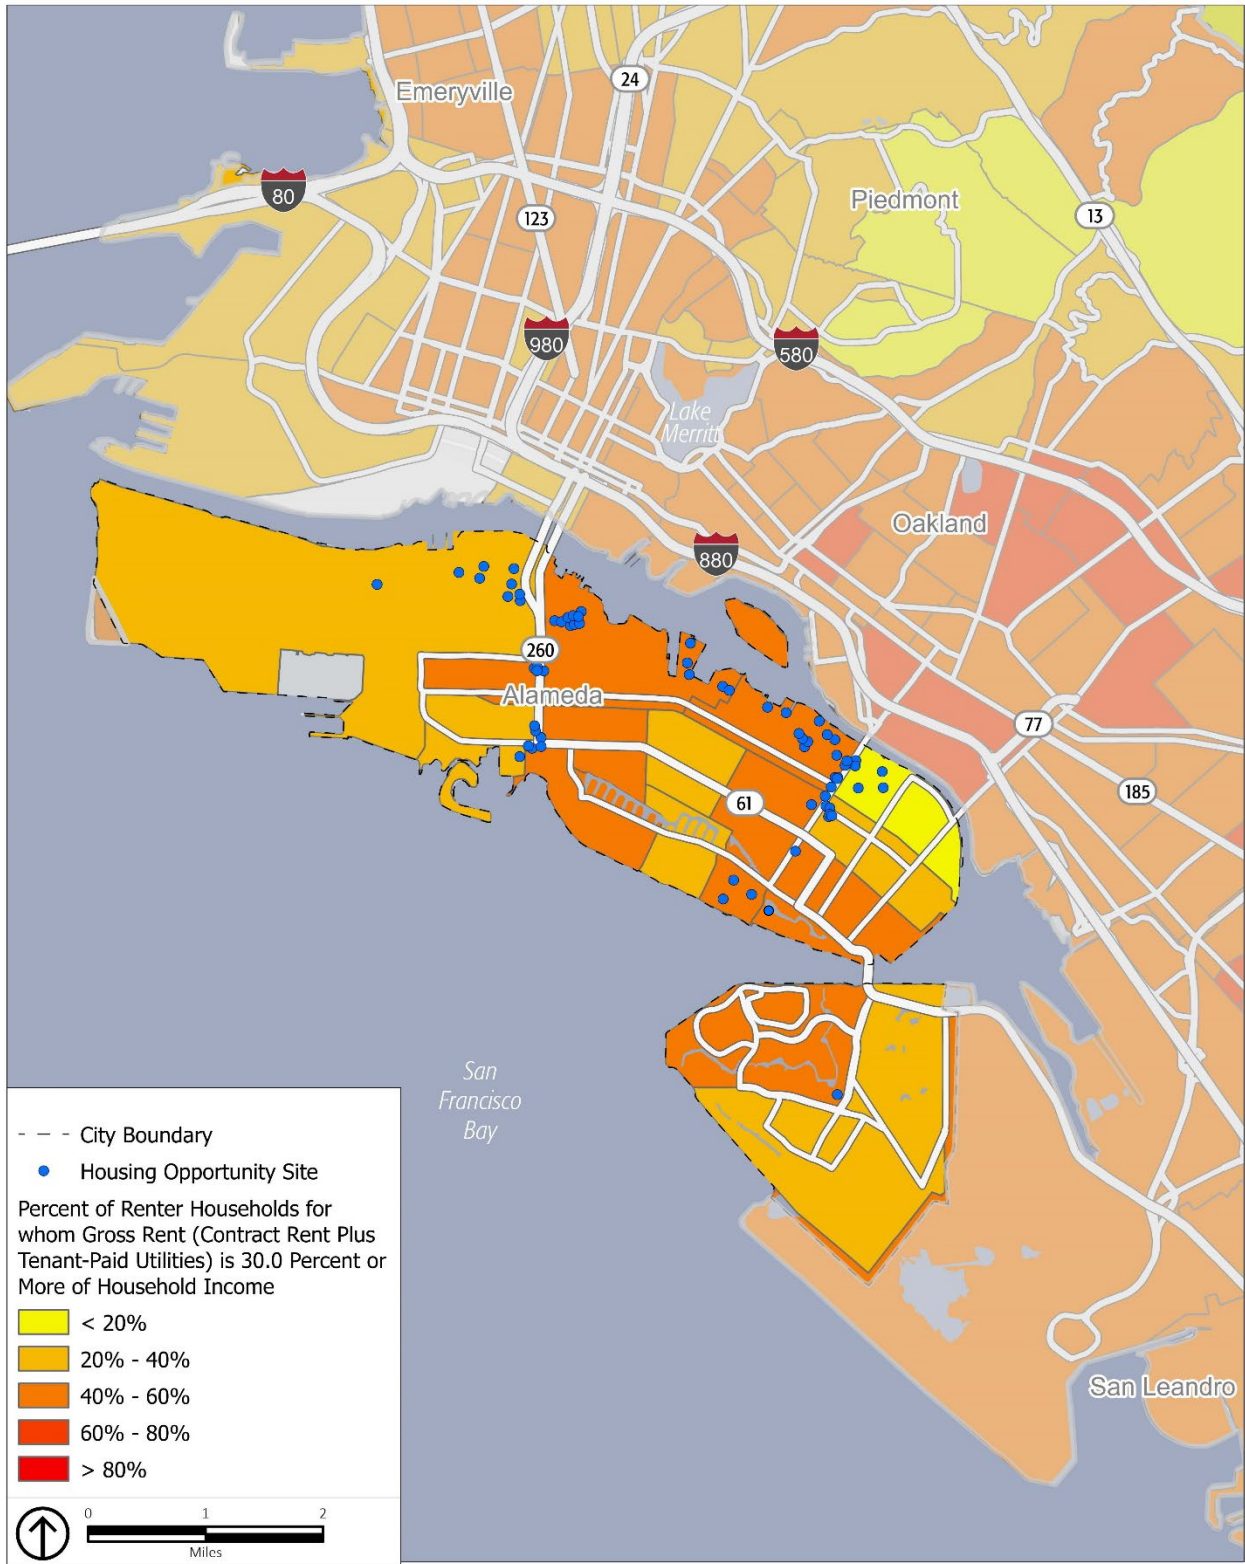 Emeryville
24
80
123
Piedmont
13
980
580
Lake
Merritt
Oakland
880
260
Alameda
77
61
185
San
Francisco
Bay
San Leandro
City Boundary
Housing Opportunity Site
Percent of Renter Households for
whom Gross Rent (Contract Rent Plus
Tenant-Paid Utilities) is 30.0 Percent or
More of Household Income
< 20%
20% - 40%
40% - 60%
60% - 80%
> 80%
0 1 2
Miles